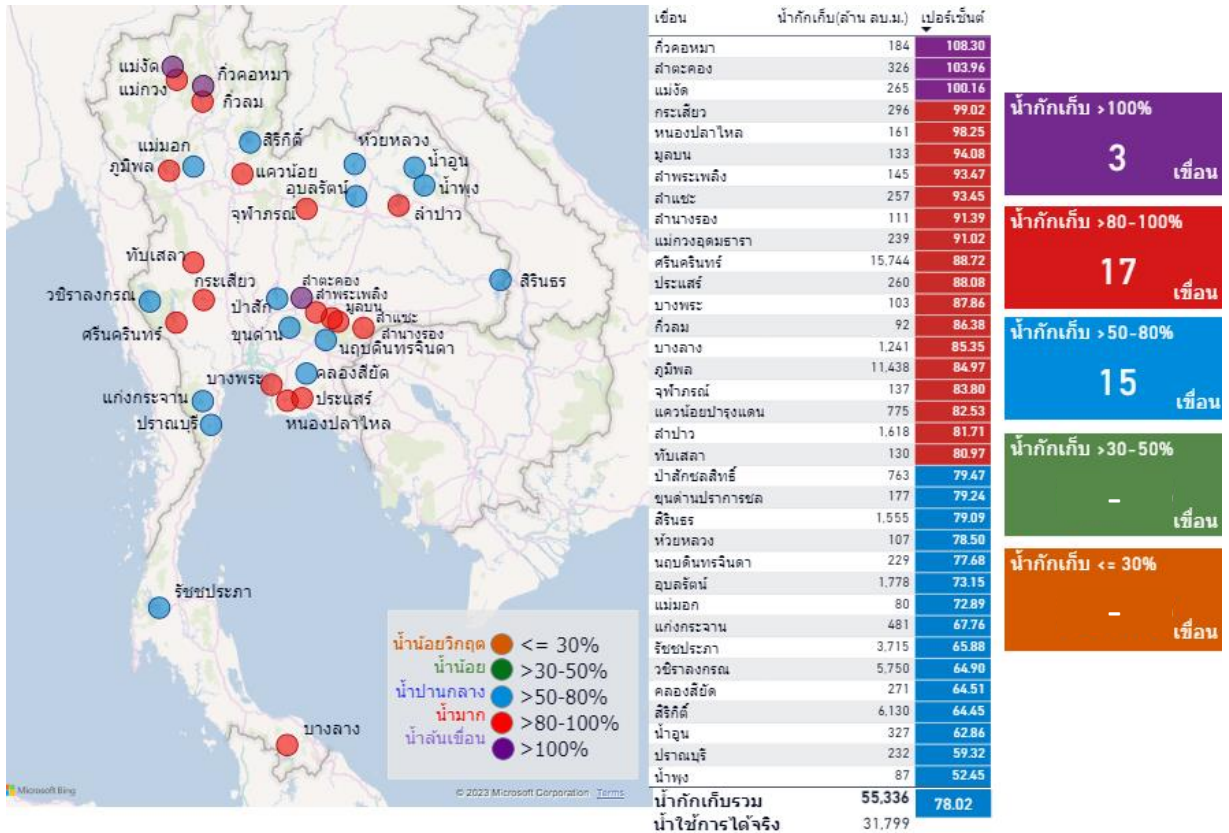 แม่งัด
แม่กวง
กิ่วคอหมา
กิ่วลม
แม่มอก
ภูมิพล
สิริกิติ์
แควน้อย
ห้วยหลวง
น้ำอูน
น้ำพุง
อุบลรัตน์
จุฬาภรณ์
ลำปาว
ทับเสลา
กระเสียว
ลำตะคอง
ลำพระเพลิง
มูลบน
ลำแซะ
ลำนางรอง
สิรินธร
วชิราลงกรณ
ป่าสัก
ศรีนครินทร์
ขุนด่าน
นฤบดินทรจินดา
คลองสียัด
บางพระ
แก่งกระจาน
ประแสร์
ปราณบุรี
หนองปลาไหล
รัชชประภา
บางลาง
น้ำน้อยวิกฤต <= 30%
น้ำน้อย >30-50%
น้ำปานกลาง >50-80%
น้ำมาก >80-100%
น้ำล้นเขื่อน >100%
Microsoft Bing
© 2023 Microsoft Corporation Terms
เขื่อน น้ำกักเก็บ(ล้าน ลบ.ม.) เปอร์เซ็นต์
กิ่วคอหมา 184 108.30
ลำตะคอง 326 103.96
แม่งัด 265 100.16
กระเสียว 296 99.02
หนองปลาไหล 161 98.25
มูลบน 133 94.08
ลำพระเพลิง 145 93.47
ลำแซะ 257 93.45
ลำนางรอง 111 91.39
แม่กวงอุดมธารา 239 91.02
ศรีนครินทร์ 15,744 88.72
ประแสร์ 260 88.08
บางพระ 103 87.86
กิ่วลม 92 86.38
บางลาง 1,241 85.35
ภูมิพล 11,438 84.97
จุฬาภรณ์ 137 83.80
แควน้อยบำรุงแดน 775 82.53
ลำปาว 1,618 81.71
ทับเสลา 130 80.97
ป่าสักชลสิทธิ์ 763 79.47
ขุนด่านปราการชล 177 79.24
สิรินธร 1,555 79.09
ห้วยหลวง 107 78.50
นฤบดินทรจินดา 229 77.68
อุบลรัตน์ 1,778 73.15
แม่มอก 80 72.89
แก่งกระจาน 481 67.76
รัชชประภา 3,715 65.88
วชิราลงกรณ 5,750 64.90
คลองสียัด 271 64.51
สิริกิติ์ 6,130 64.45
น้ำอูน 327 62.86
ปราณบุรี 232 59.32
น้ำพุง 87 52.45
น้ำกักเก็บรวม 55,336 78.02
น้ำใช้การได้จริง 31,799
น้ำกักเก็บ >100%
3
เขื่อน
น้ำกักเก็บ >80-100%
17
เขื่อน
น้ำกักเก็บ >50-80%
15
เขื่อน
น้ำกักเก็บ >30-50%
-
เขื่อน
น้ำกักเก็บ <= 30%
-
เขื่อน